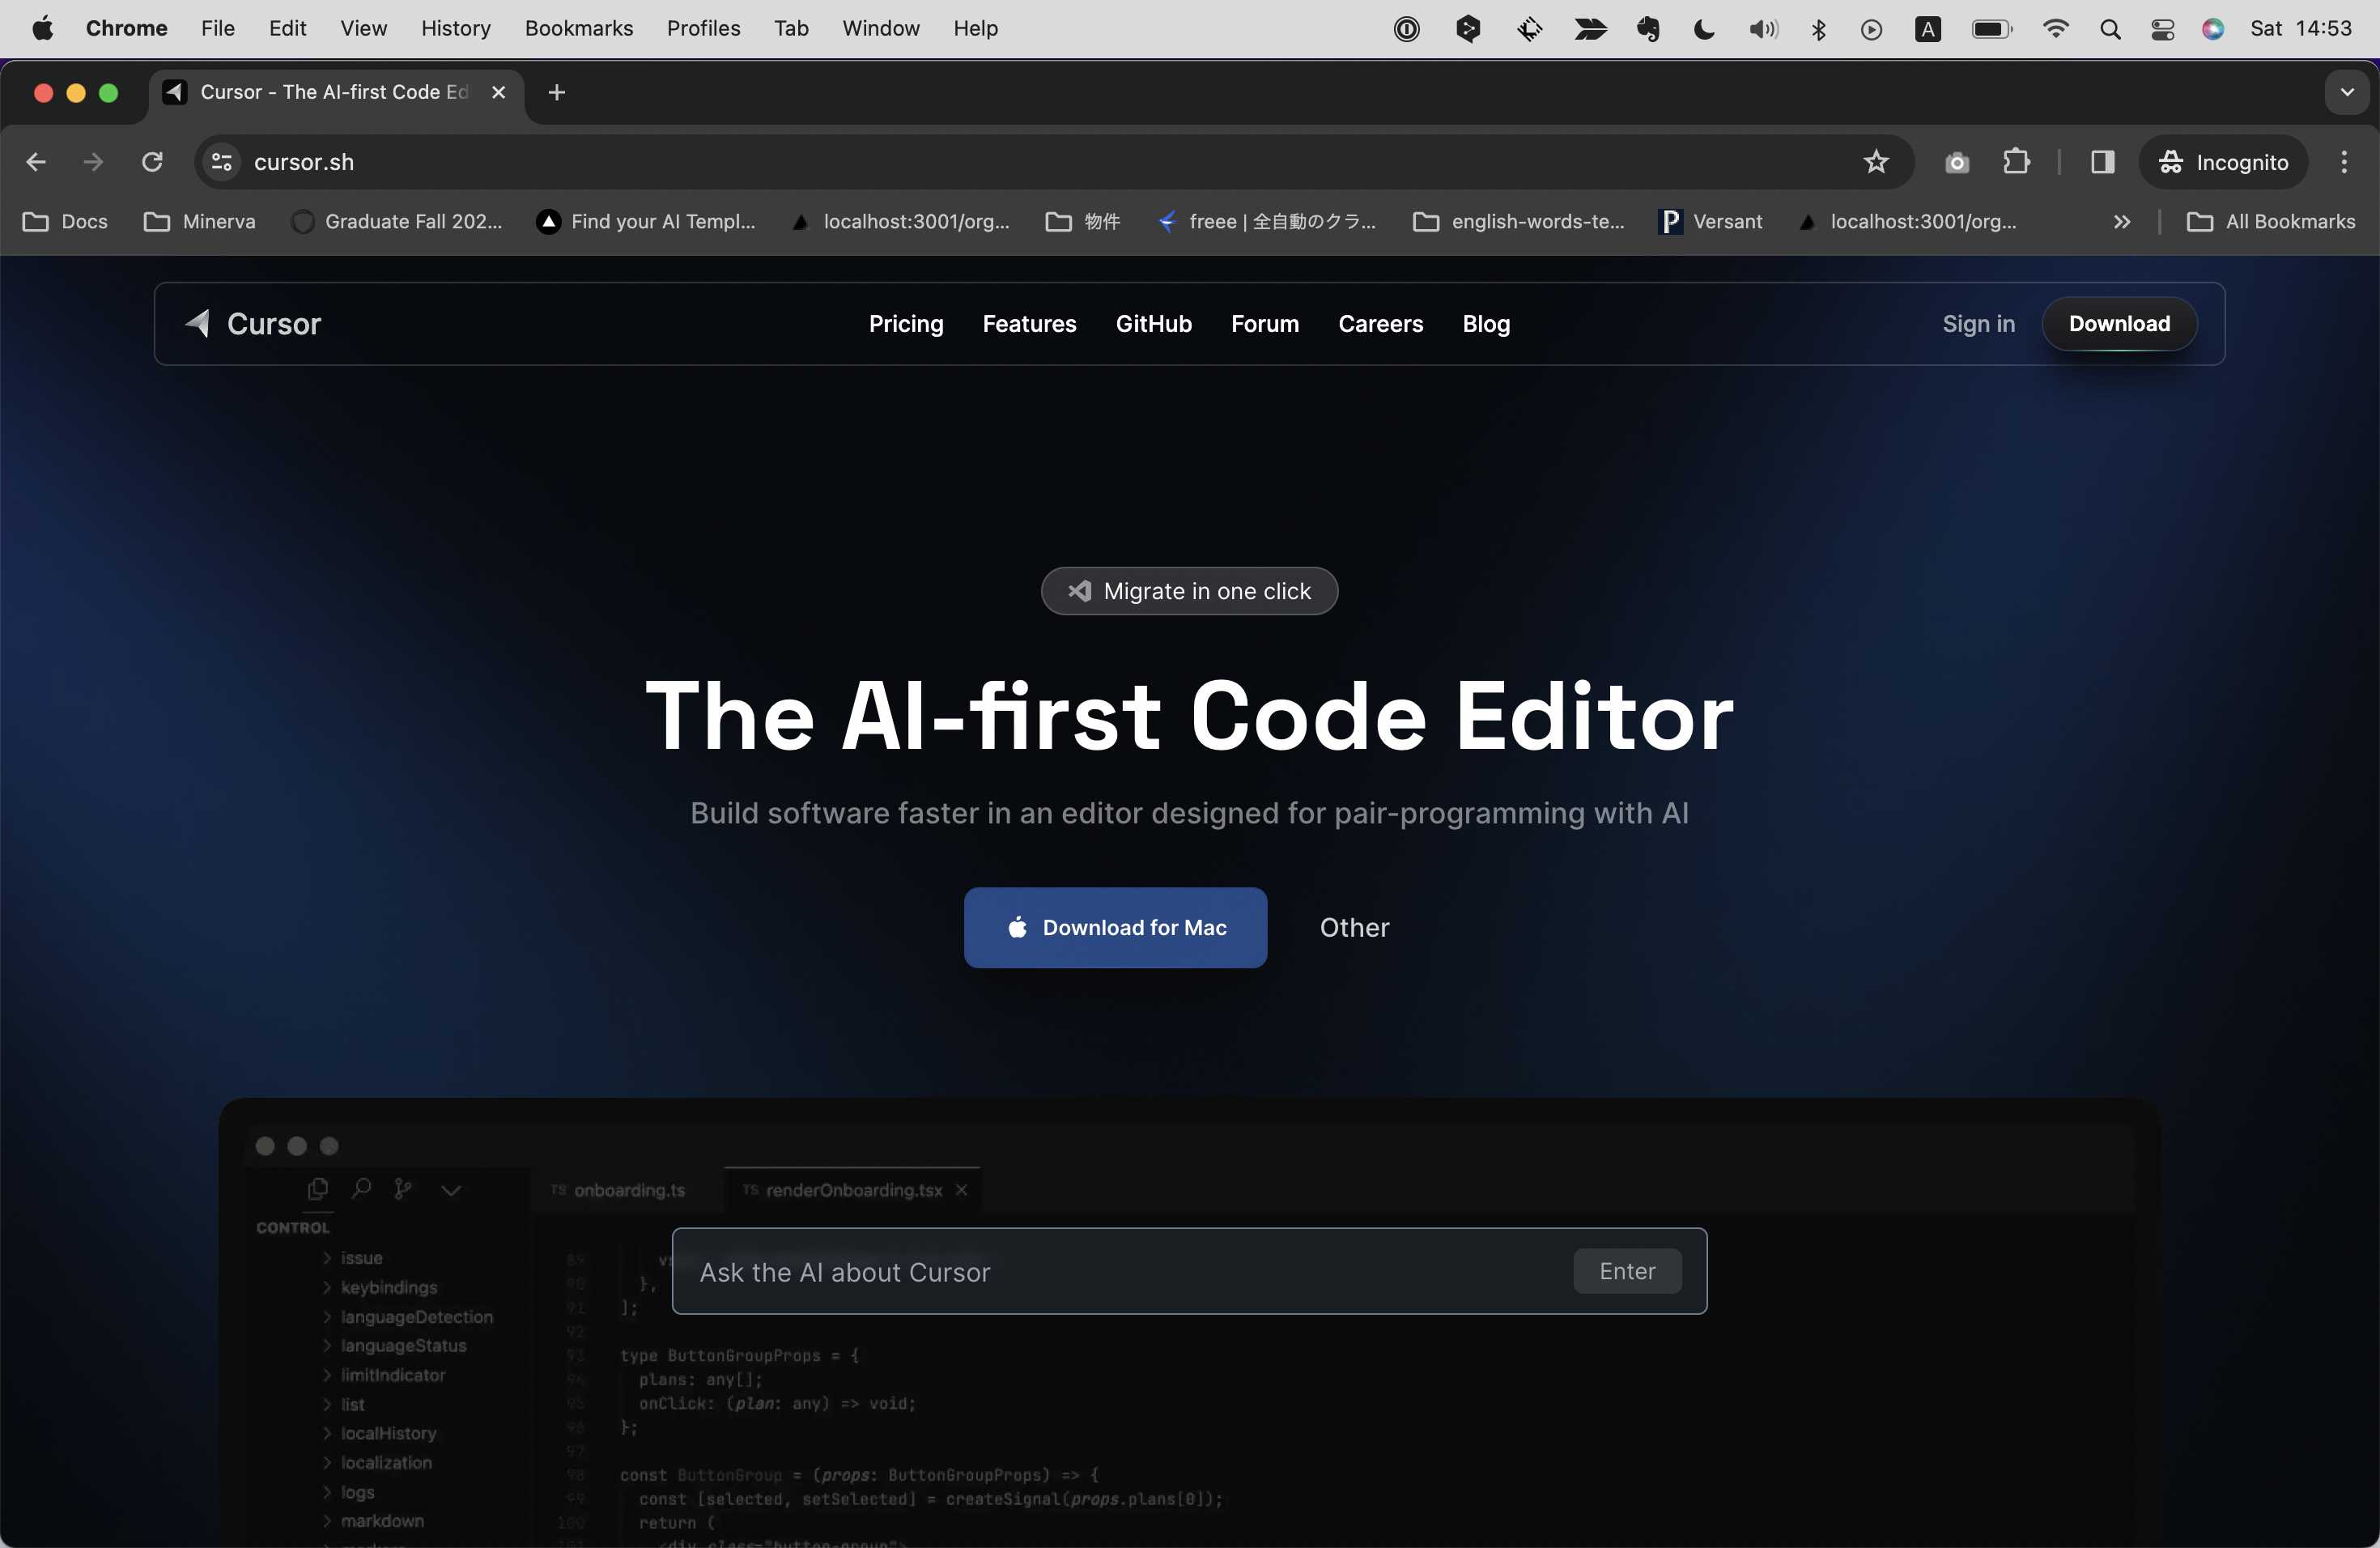 Chrome File Edit View History Bookmarks Profiles Tab Window Help A Sat 14:53
Cursor - The AI-first Code Ed
cursor.sh Incognito
Docs Minerva Graduate Fall 202... Find your AI Templ... localhost:3001/org... 物件 freee | 全自動のクラ... english-words-te... Versant localhost:3001/org... » All Bookmarks
Cursor Pricing Features GitHub Forum Careers Blog Sign in Download
Migrate in one click
The AI-first Code Editor
Build software faster in an editor designed for pair-programming with AI
Download for Mac Other
TS onboarding.ts TS renderOnboarding.tsx
CONTROL
issue
keybindings
languageDetection
languageStatus
limitIndicator
list
localHistory
localization
logs
markdown
Ask the AI about Cursor Enter
89
90 },
91 ];
92
93 type ButtonGroupProps = {
94 plans: any[];
95 onClick: (plan: any) => void;
96 };
97
98 const ButtonGroup = (props: ButtonGroupProps) => {
99 const [selected, setSelected] = createSignal(props.plans[0]);
100 return (
<div class="button-group">